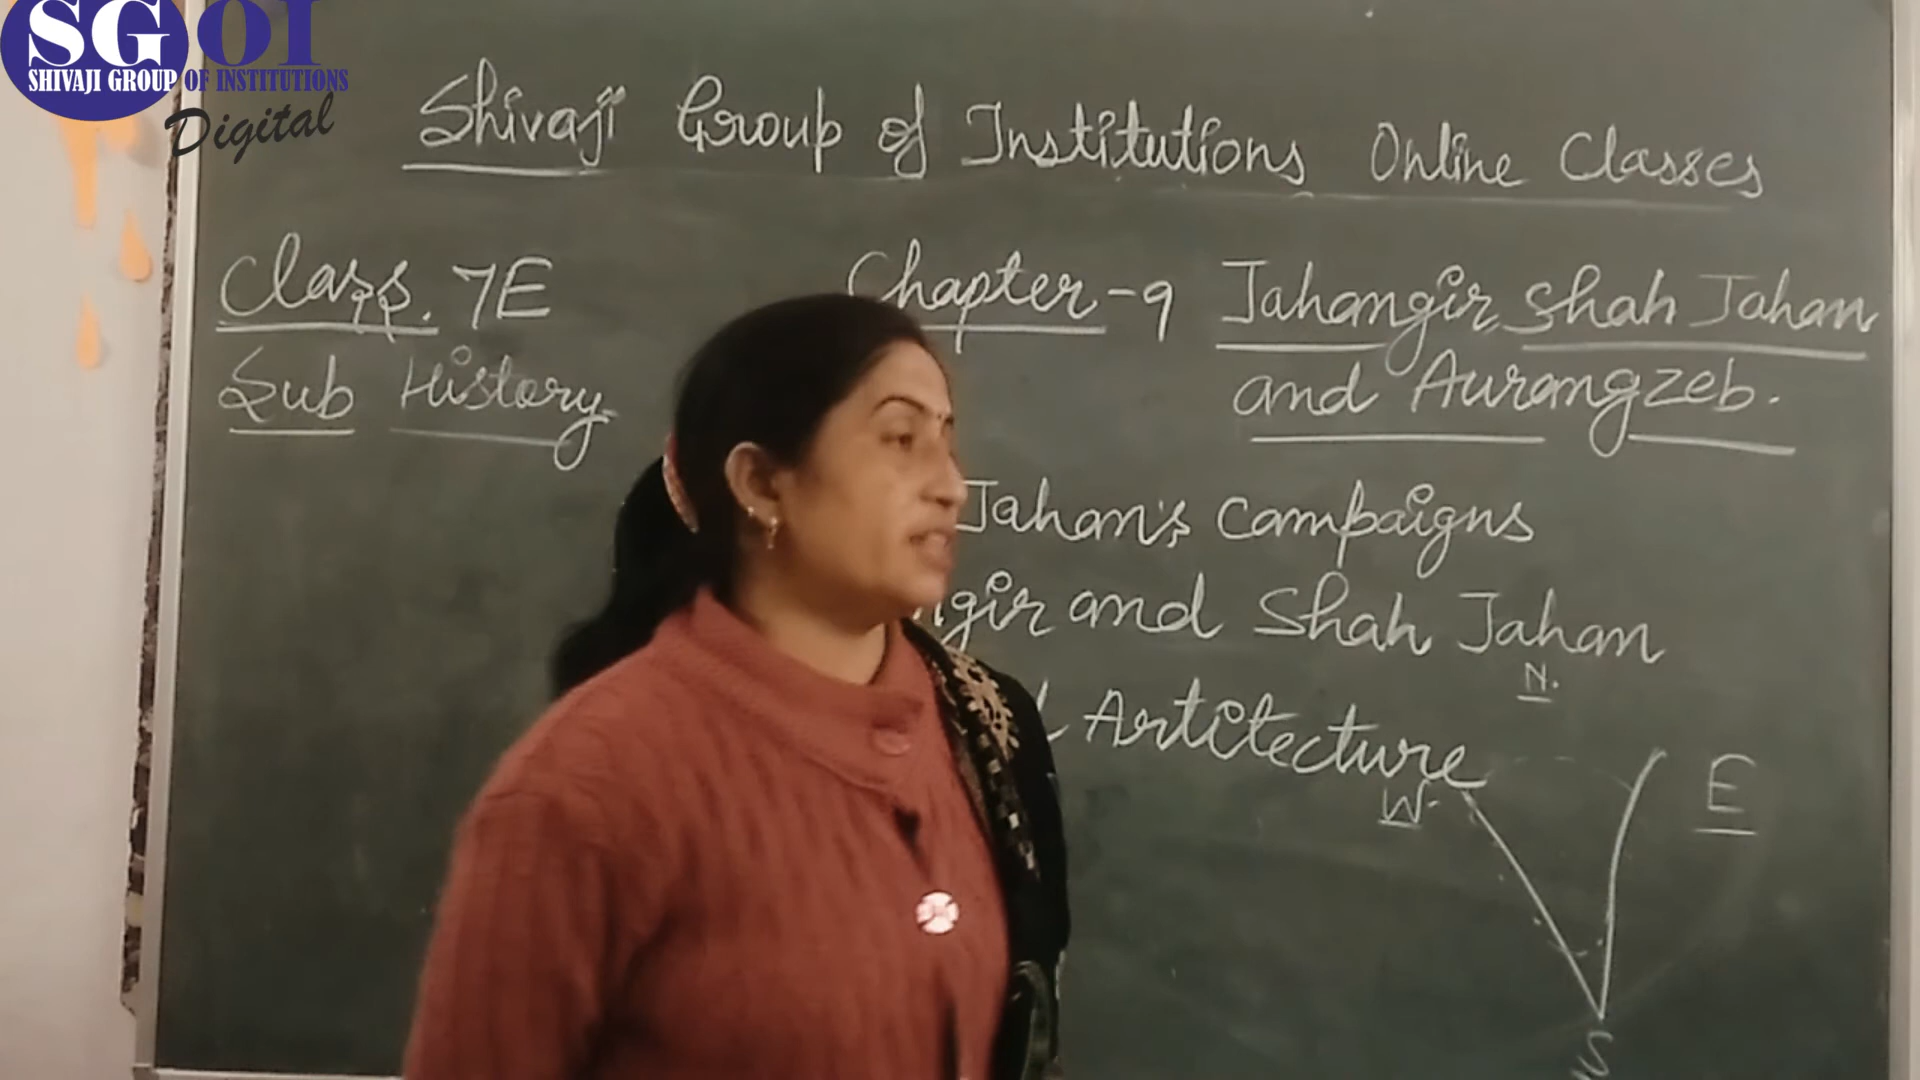 SGOI
SHIVAJI GROUP OF INSTITUTIONS
Digital
Shivaji Group of Institutions Online Classes
Class. 7E
Sub History
Chapter-9 Jahangir, Shah Jahan
and Aurangzeb.
Jahan's Campaigns
gir and Shah Jahan
Artitecture
N.
W.
E
S